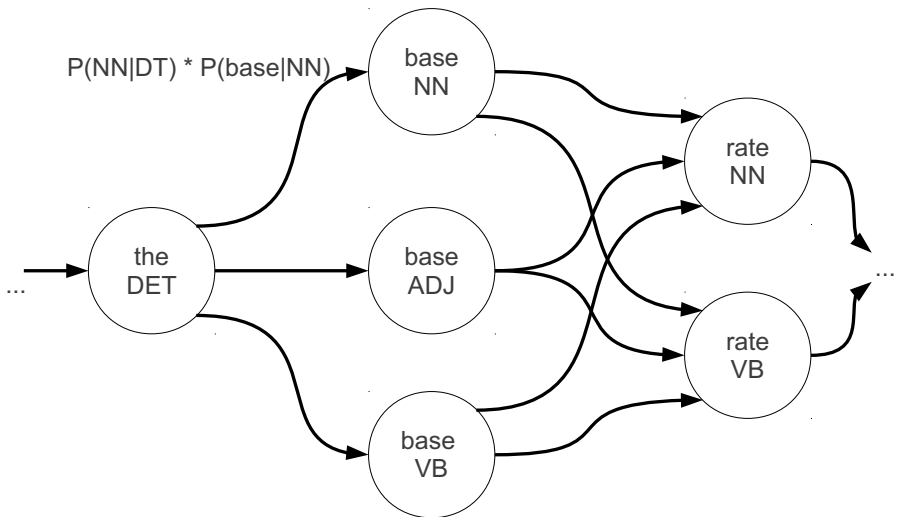 P(NN|DT) * P(base|NN)
base
NN
rate
NN
the
DET
base
ADJ
...
...
rate
VB
base
VB